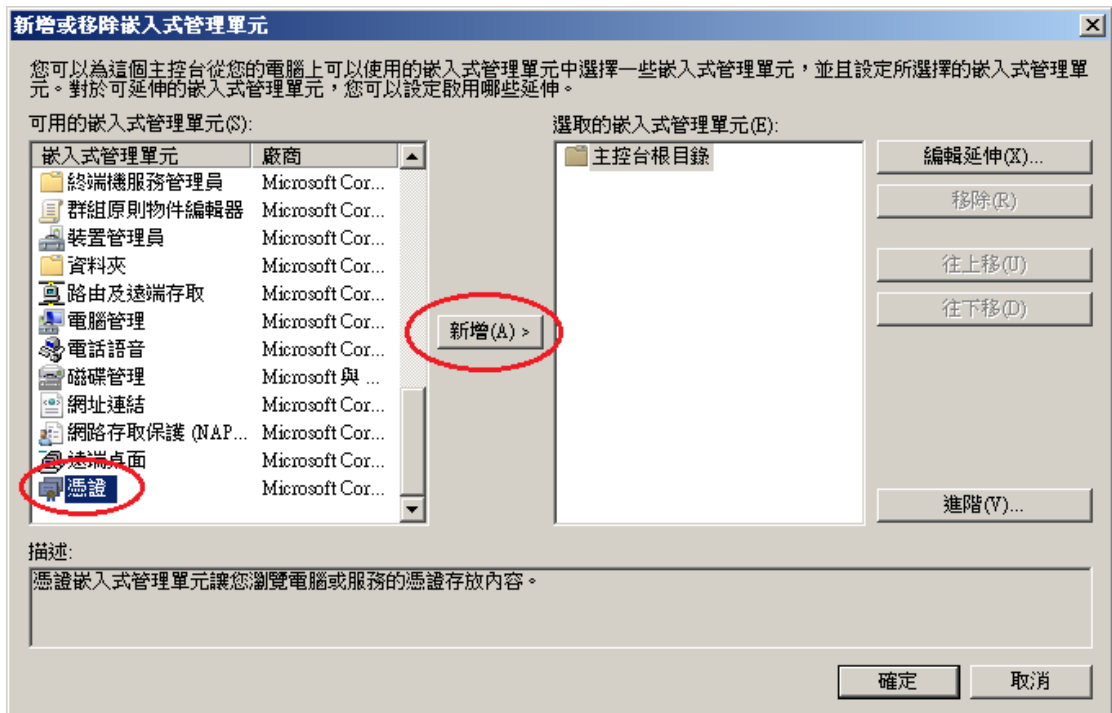 新增或移除嵌入式管理單元
您可以為這個主控台從您的電腦上可以使用的嵌入式管理單元中選擇一些嵌入式管理單元，並且設定所選擇的嵌入式管理單
元。對於可延伸的嵌入式管理單元，您可以設定啟用哪些延伸。
可用的嵌入式管理單元(S):
嵌入式管理單元 廠商
終端機服務管理員 Microsoft Cor...
群組原則物件編輯器 Microsoft Cor...
裝置管理員 Microsoft Cor...
資料夾 Microsoft Cor...
路由及遠端存取 Microsoft Cor...
電腦管理 Microsoft Cor...
電話語音 Microsoft Cor...
磁碟管理 Microsoft 與 ...
網址連結 Microsoft Cor...
網路存取保護 (NAP... Microsoft Cor...
遠端桌面 Microsoft Cor...
憑證 Microsoft Cor...
新增(A) >
選取的嵌入式管理單元(E):
主控台根目錄
編輯延伸(X)...
移除(R)
往上移(U)
往下移(D)
進階(V)...
描述:
憑證嵌入式管理單元讓您瀏覽電腦或服務的憑證存放內容。
確定
取消